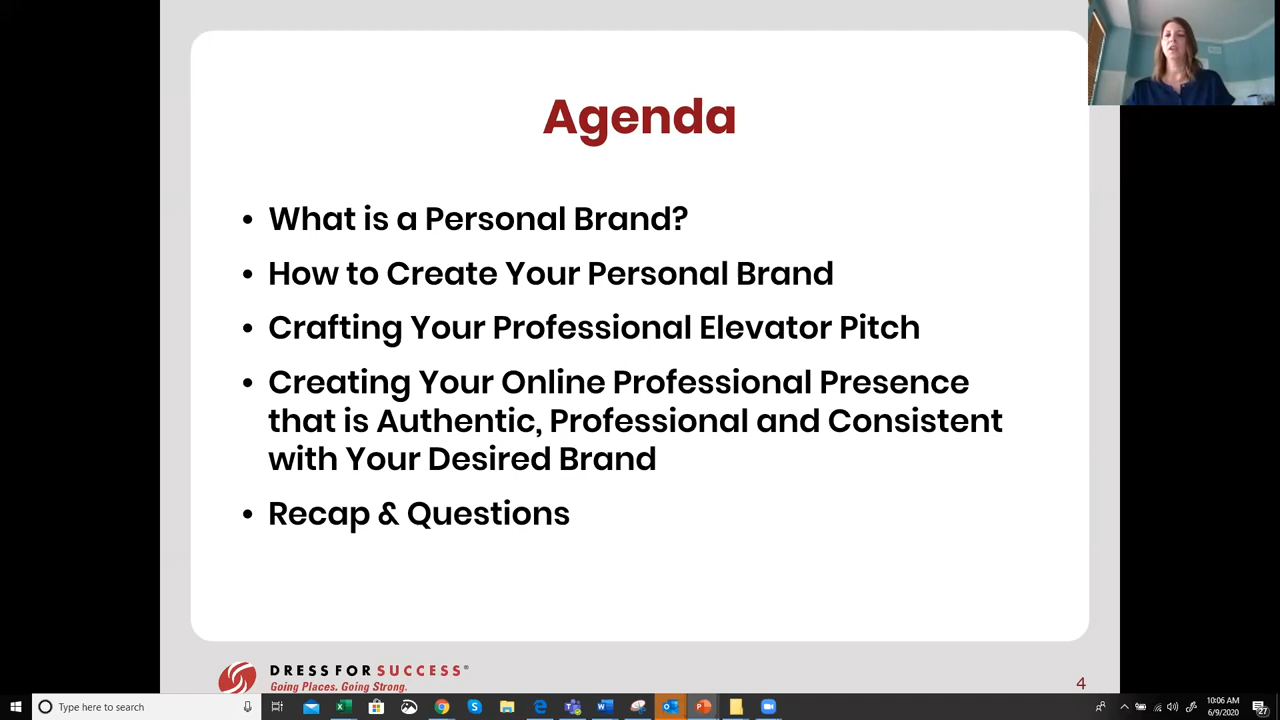 Agenda
• What is a Personal Brand?
• How to Create Your Personal Brand
• Crafting Your Professional Elevator Pitch
• Creating Your Online Professional Presence
that is Authentic, Professional and Consistent
with Your Desired Brand
• Recap & Questions
DRESS FOR SUCCESS®
Going Places. Going Strong.
4
Type here to search
10:06 AM
6/9/2020
27